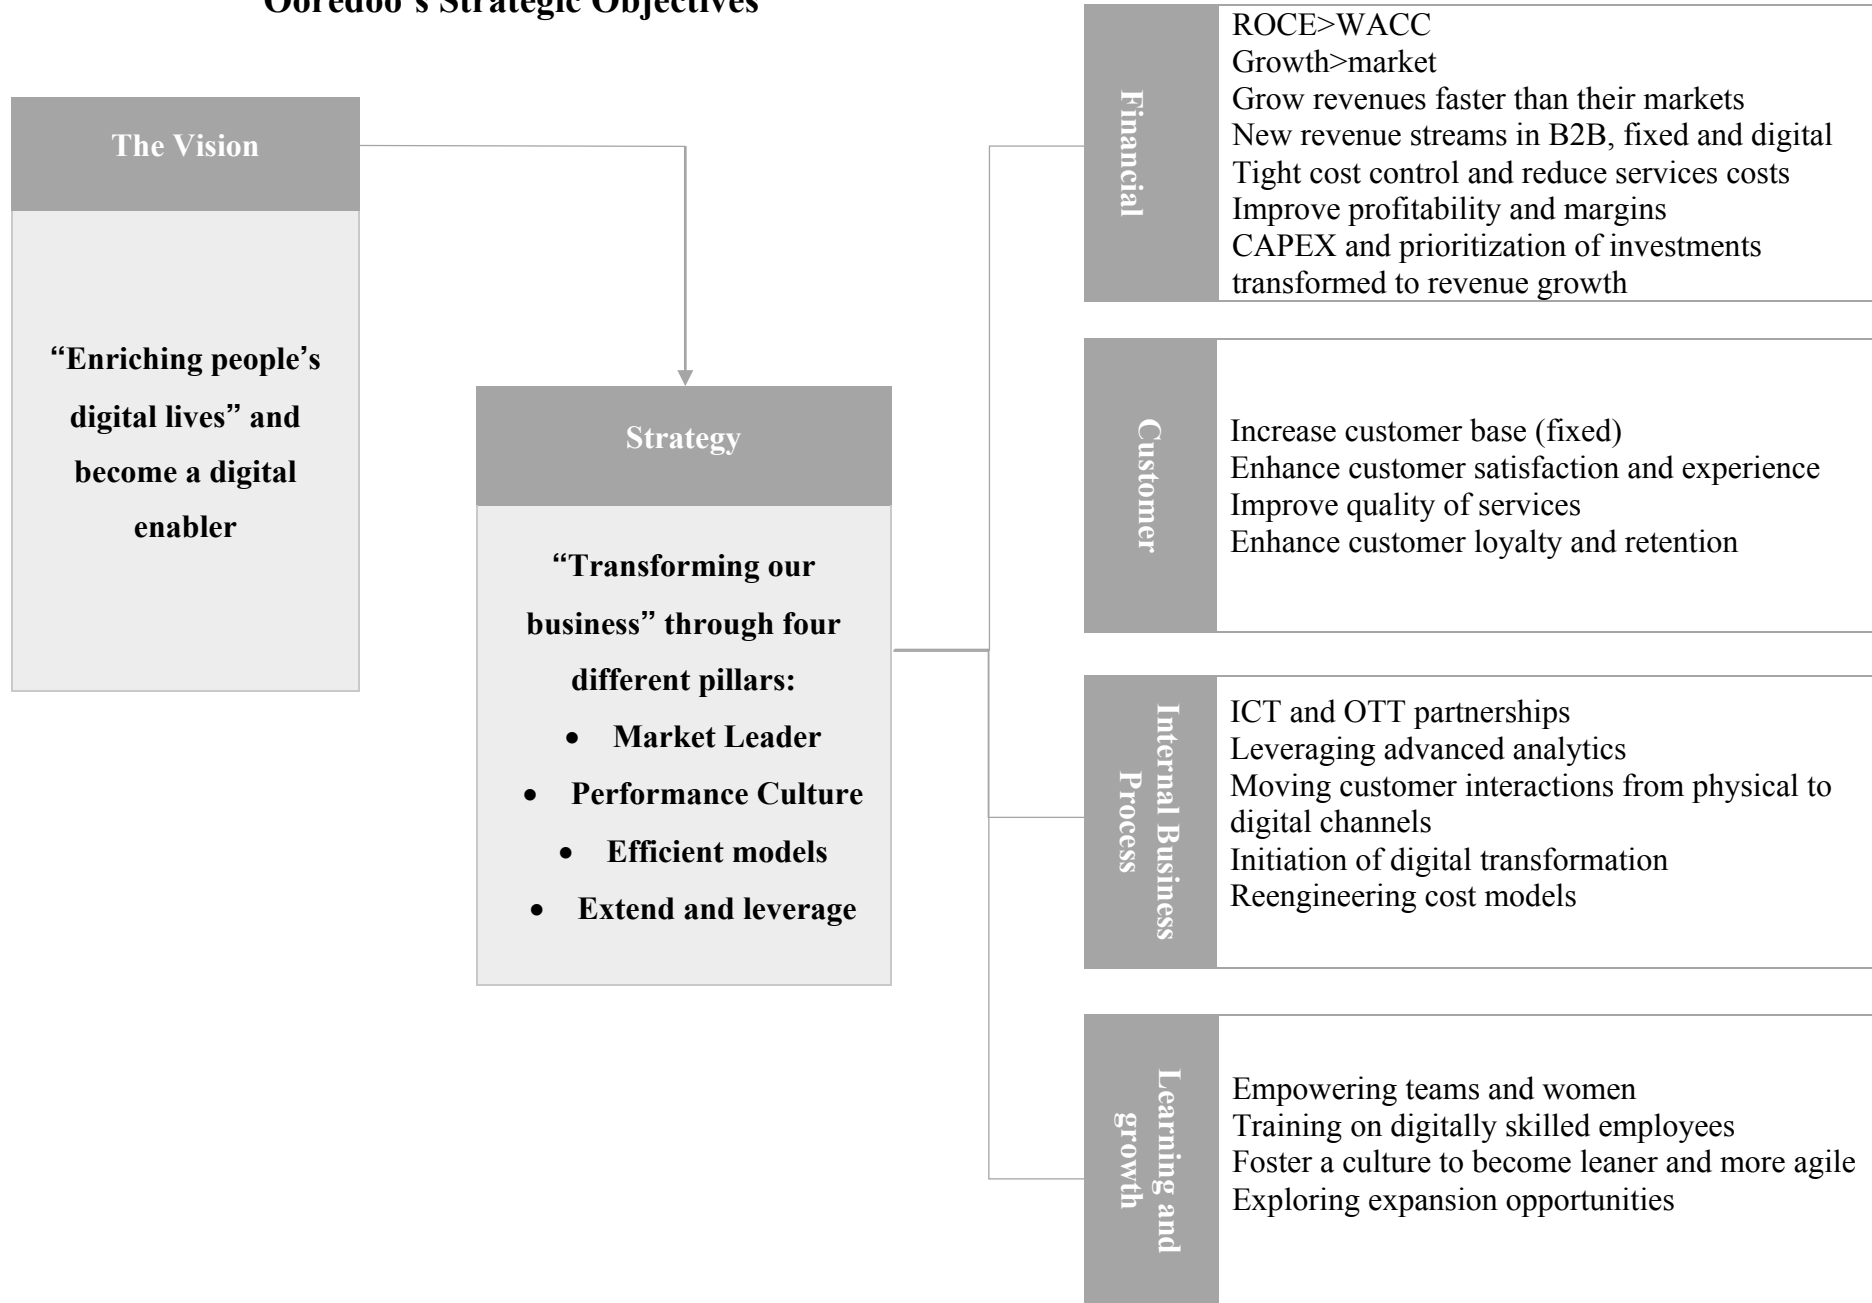 Ooredoo's Strategic Objectives
The Vision
“Enriching people’s
digital lives” and
become a digital
enabler
Strategy
“Transforming our
business” through four
different pillars:
• Market Leader
• Performance Culture
• Efficient models
• Extend and leverage
Financial
ROCE>WACC
Growth>market
Grow revenues faster than their markets
New revenue streams in B2B, fixed and digital
Tight cost control and reduce services costs
Improve profitability and margins
CAPEX and prioritization of investments
transformed to revenue growth
Customer
Increase customer base (fixed)
Enhance customer satisfaction and experience
Improve quality of services
Enhance customer loyalty and retention
Internal Business
Process
ICT and OTT partnerships
Leveraging advanced analytics
Moving customer interactions from physical to
digital channels
Initiation of digital transformation
Reengineering cost models
Learning and
growth
Empowering teams and women
Training on digitally skilled employees
Foster a culture to become leaner and more agile
Exploring expansion opportunities